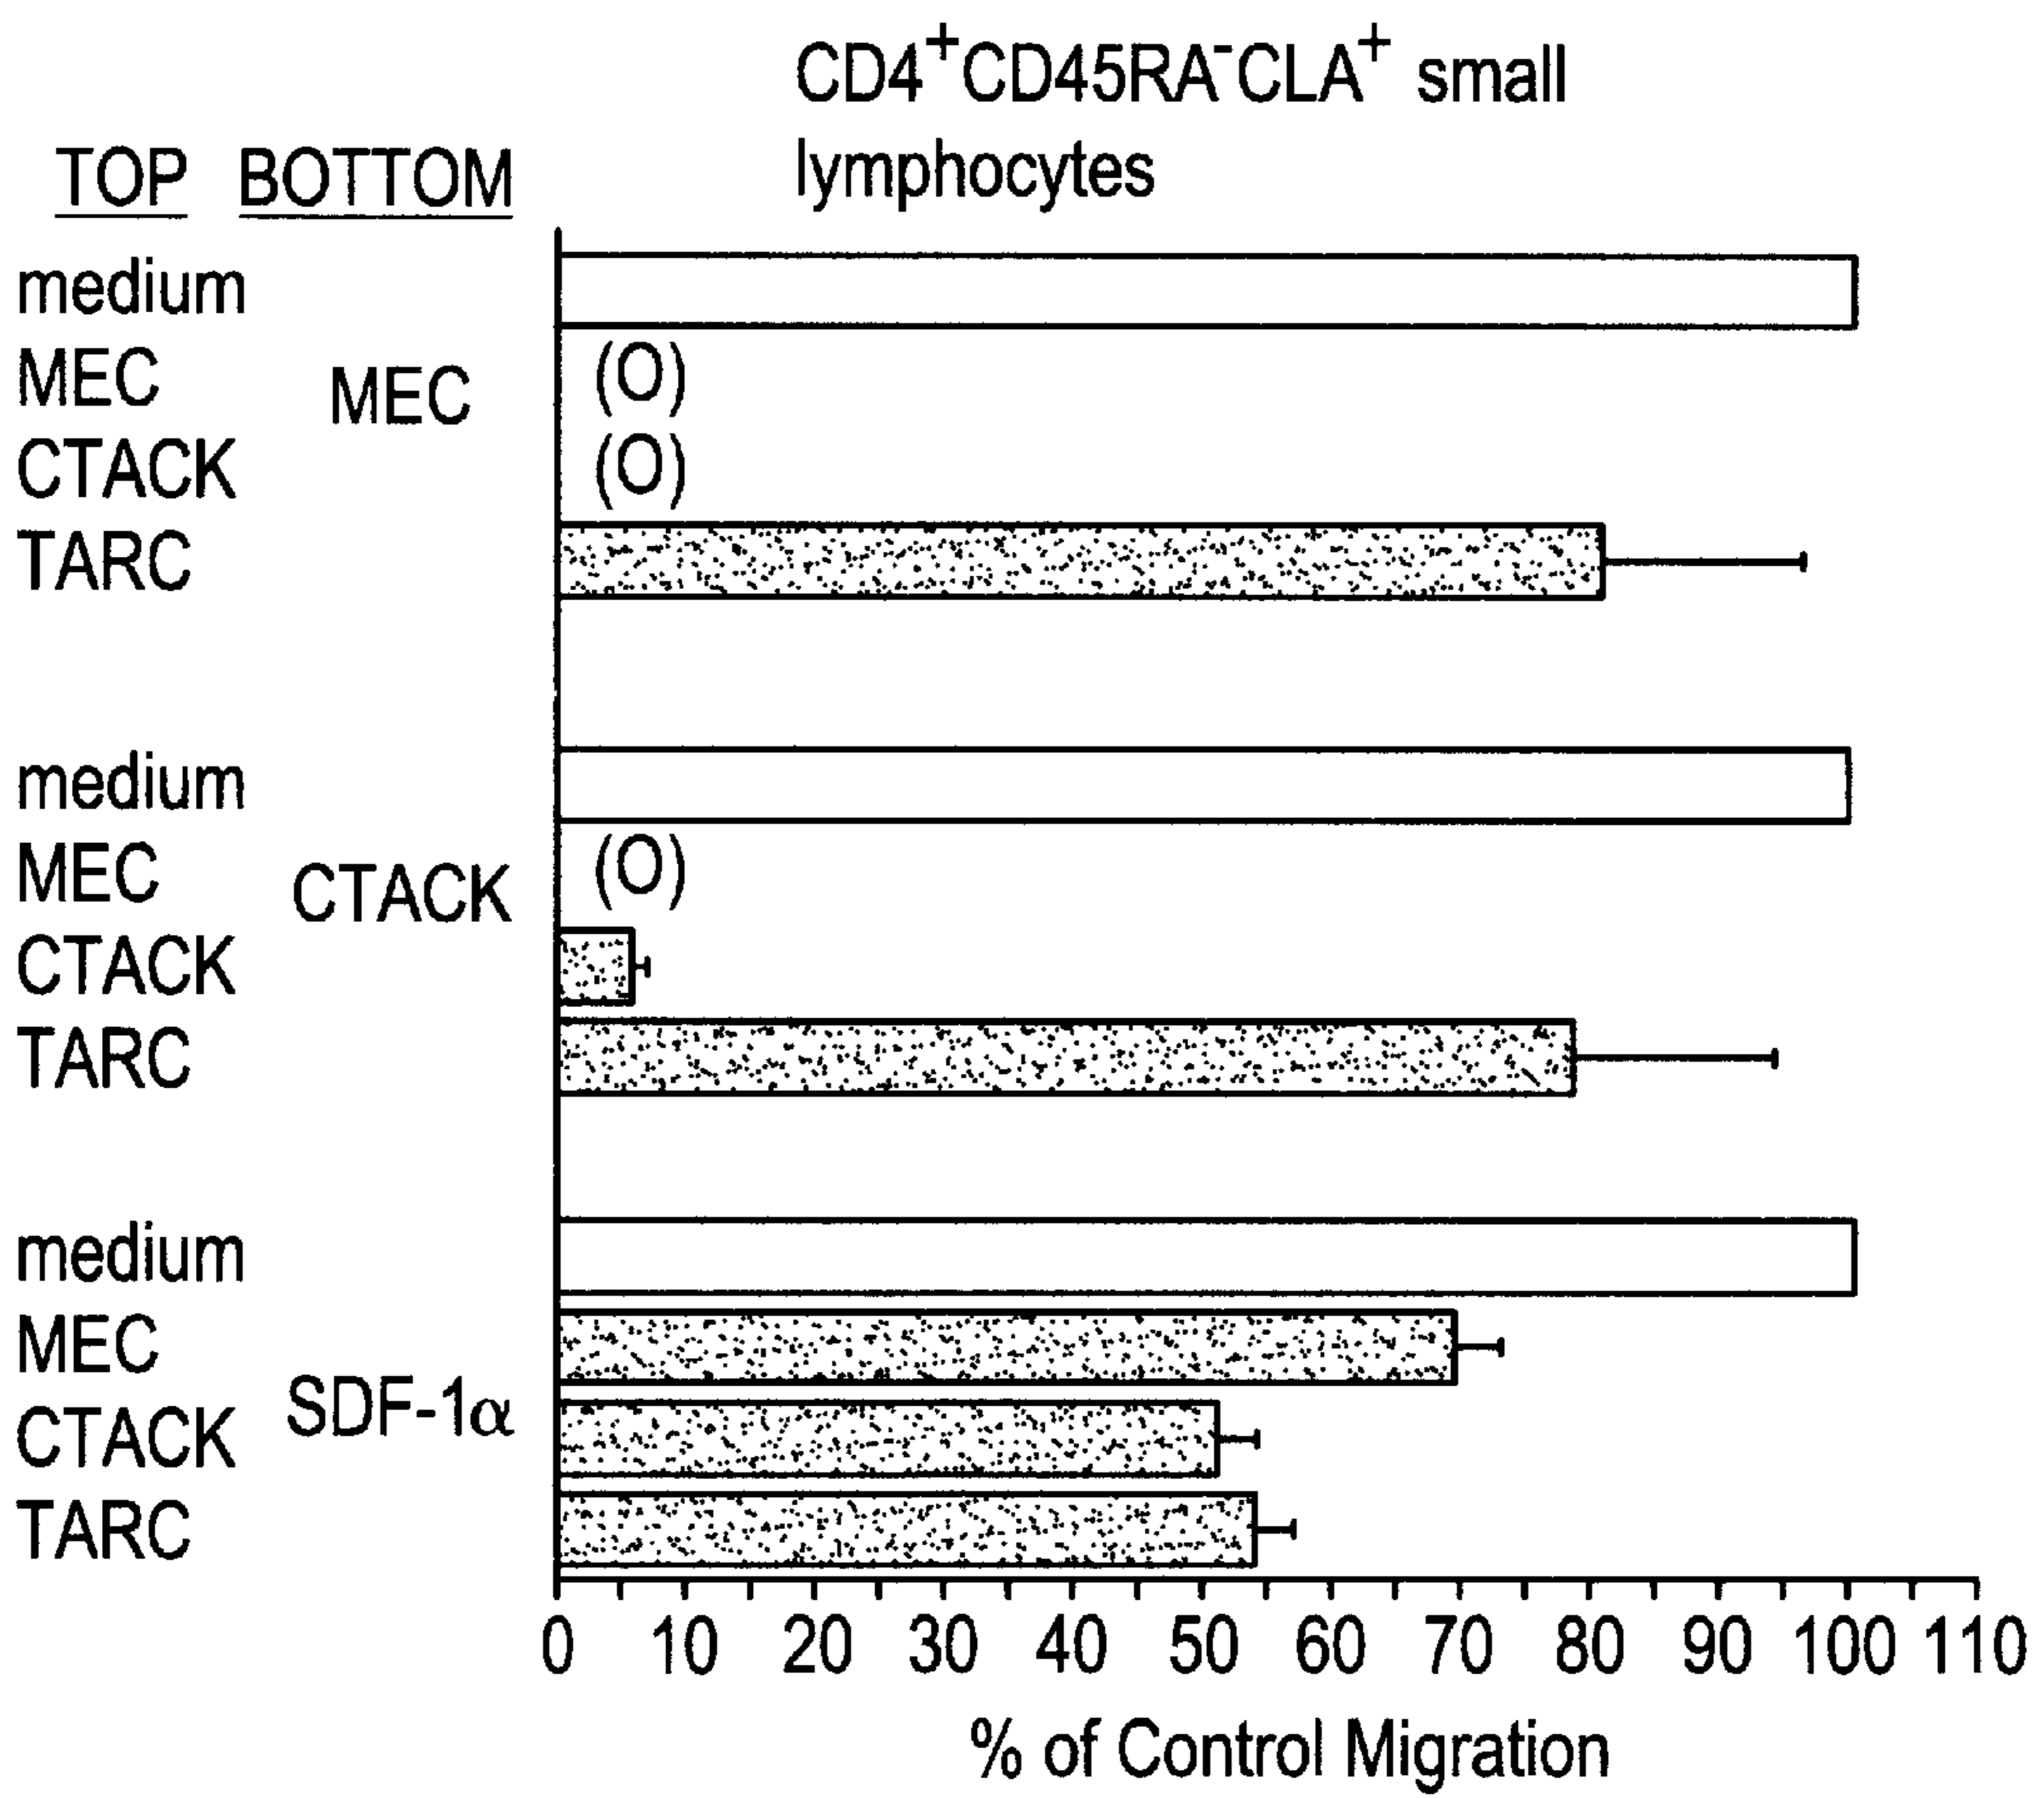 CD4⁺CD45RA⁻CLA⁺ small
lymphocytes
TOP BOTTOM
medium
MEC (O)
MEC
CTACK (O)
TARC
medium
MEC (O)
CTACK
CTACK
TARC
medium
MEC
SDF-1α
CTACK
TARC
0 10 20 30 40 50 60 70 80 90 100 110
% of Control Migration